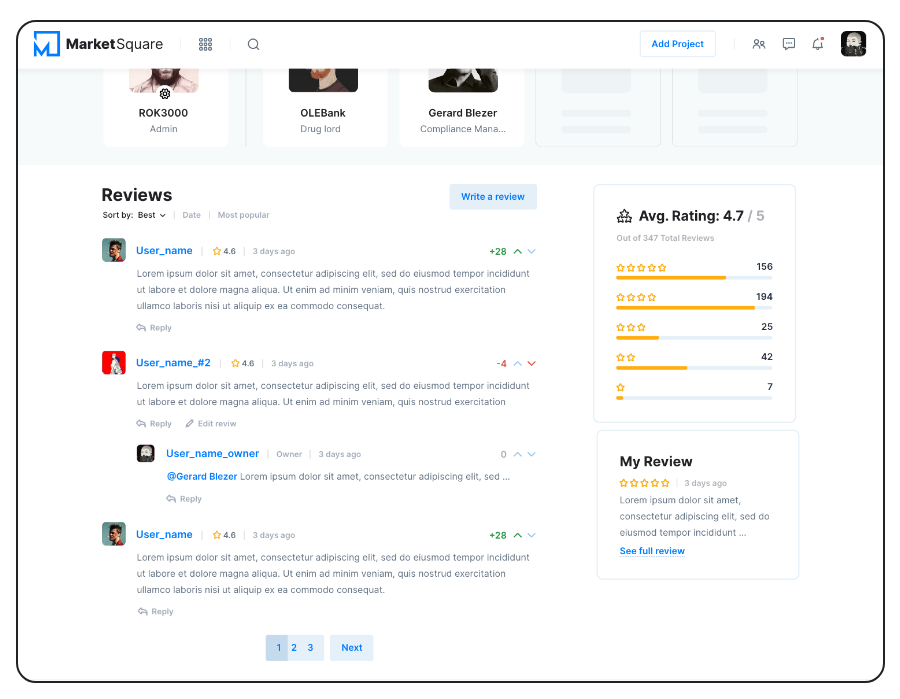 MarketSquare
Add Project
ROK3000
Admin
OLEBank
Drug lord
Gerard Blezer
Compliance Mana...
Reviews
Write a review
Sort by: Best | Date | Most popular
User_name | 4.6 | 3 days ago
+28
Lorem ipsum dolor sit amet, consectetur adipiscing elit, sed do eiusmod tempor incididunt
ut labore et dolore magna aliqua. Ut enim ad minim veniam, quis nostrud exercitation
ullamco laboris nisi ut aliquip ex ea commodo consequat.
Reply
User_name_#2 | 4.6 | 3 days ago
-4
Lorem ipsum dolor sit amet, consectetur adipiscing elit, sed do eiusmod tempor incididunt
ut labore et dolore magna aliqua. Ut enim ad minim veniam, quis nostrud exercitation
Reply
Edit reviw
User_name_owner | Owner | 3 days ago
0
@Gerard Blezer Lorem ipsum dolor sit amet, consectetur adipiscing elit, sed ...
Reply
User_name | 4.6 | 3 days ago
+28
Lorem ipsum dolor sit amet, consectetur adipiscing elit, sed do eiusmod tempor incididunt
ut labore et dolore magna aliqua. Ut enim ad minim veniam, quis nostrud exercitation
ullamco laboris nisi ut aliquip ex ea commodo consequat.
Reply
1 2 3 Next
Avg. Rating: 4.7 / 5
Out of 347 Total Reviews
156
194
25
42
7
My Review
3 days ago
Lorem ipsum dolor sit amet,
consectetur adipiscing elit, sed do
eiusmod tempor incididunt ...
See full review